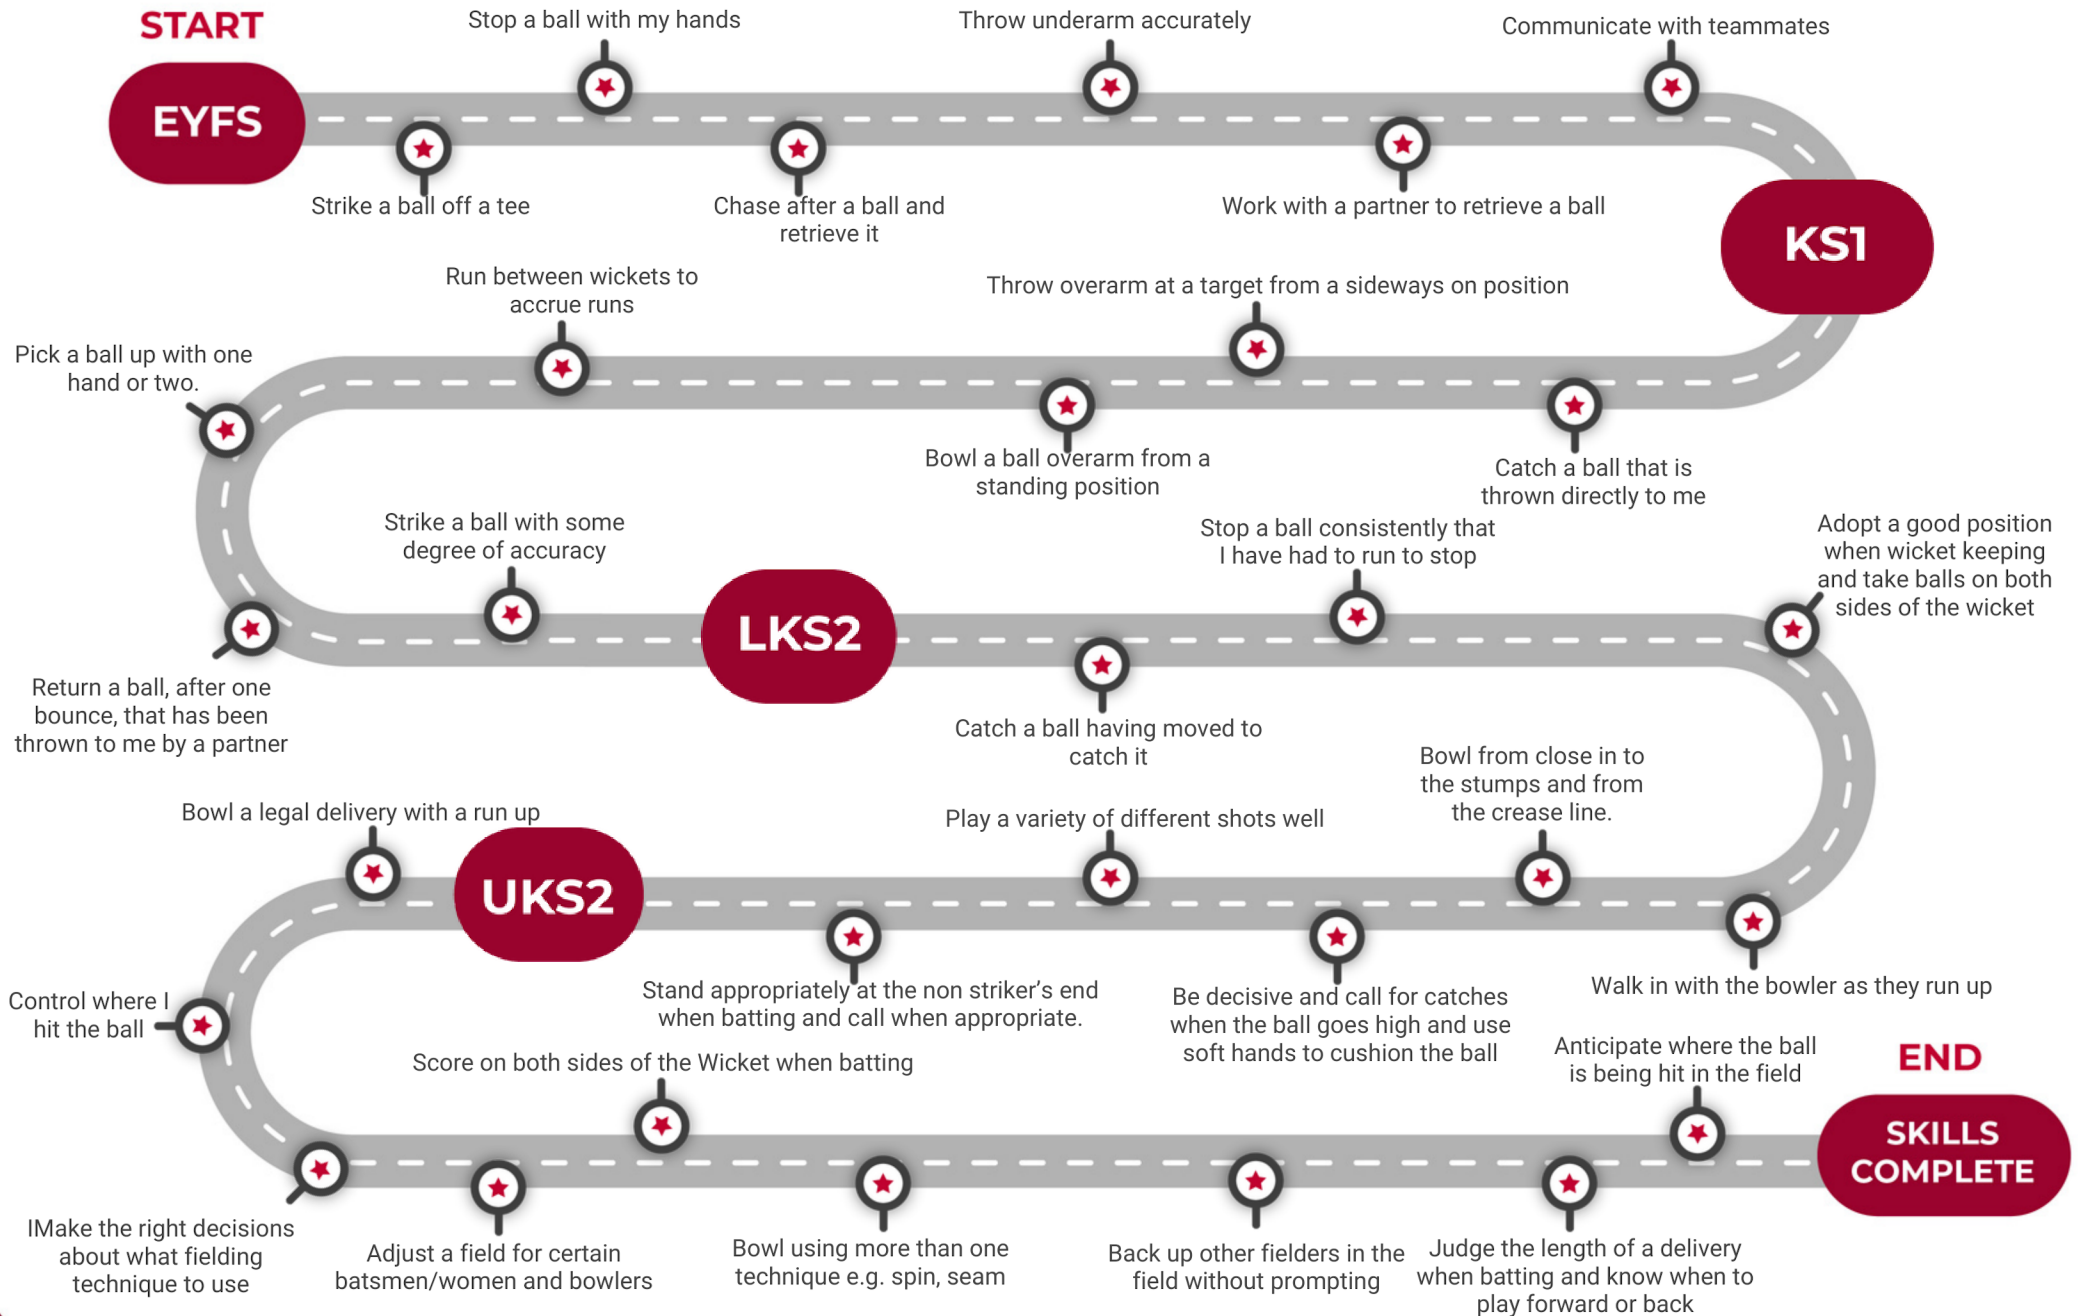 START
EYFS
Strike a ball off a tee
Stop a ball with my hands
Chase after a ball and
retrieve it
Throw underarm accurately
Work with a partner to retrieve a ball
Communicate with teammates
KS1
Catch a ball that is
thrown directly to me
Throw overarm at a target from a sideways on position
Bowl a ball overarm from a
standing position
Run between wickets to
accrue runs
Pick a ball up with one
hand or two.
Return a ball, after one
bounce, that has been
thrown to me by a partner
Strike a ball with some
degree of accuracy
LKS2
Catch a ball having moved to
catch it
Stop a ball consistently that
I have had to run to stop
Adopt a good position
when wicket keeping
and take balls on both
sides of the wicket
Walk in with the bowler as they run up
Bowl from close in to
the stumps and from
the crease line.
Be decisive and call for catches
when the ball goes high and use
soft hands to cushion the ball
Play a variety of different shots well
Stand appropriately at the non striker’s end
when batting and call when appropriate.
UKS2
Bowl a legal delivery with a run up
Control where I
hit the ball
IMake the right decisions
about what fielding
technique to use
Adjust a field for certain
batsmen/women and bowlers
Score on both sides of the Wicket when batting
Bowl using more than one
technique e.g. spin, seam
Back up other fielders in the
field without prompting
Judge the length of a delivery
when batting and know when to
play forward or back
Anticipate where the ball
is being hit in the field
END
SKILLS
COMPLETE